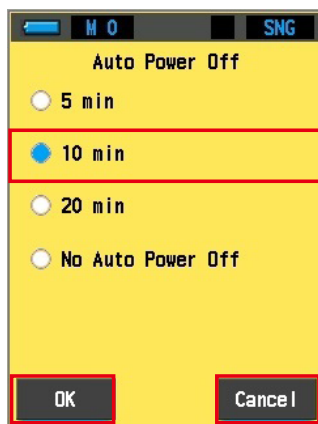 M 0 SNG
Auto Power Off
5 min
10 min
20 min
No Auto Power Off
OK Cancel